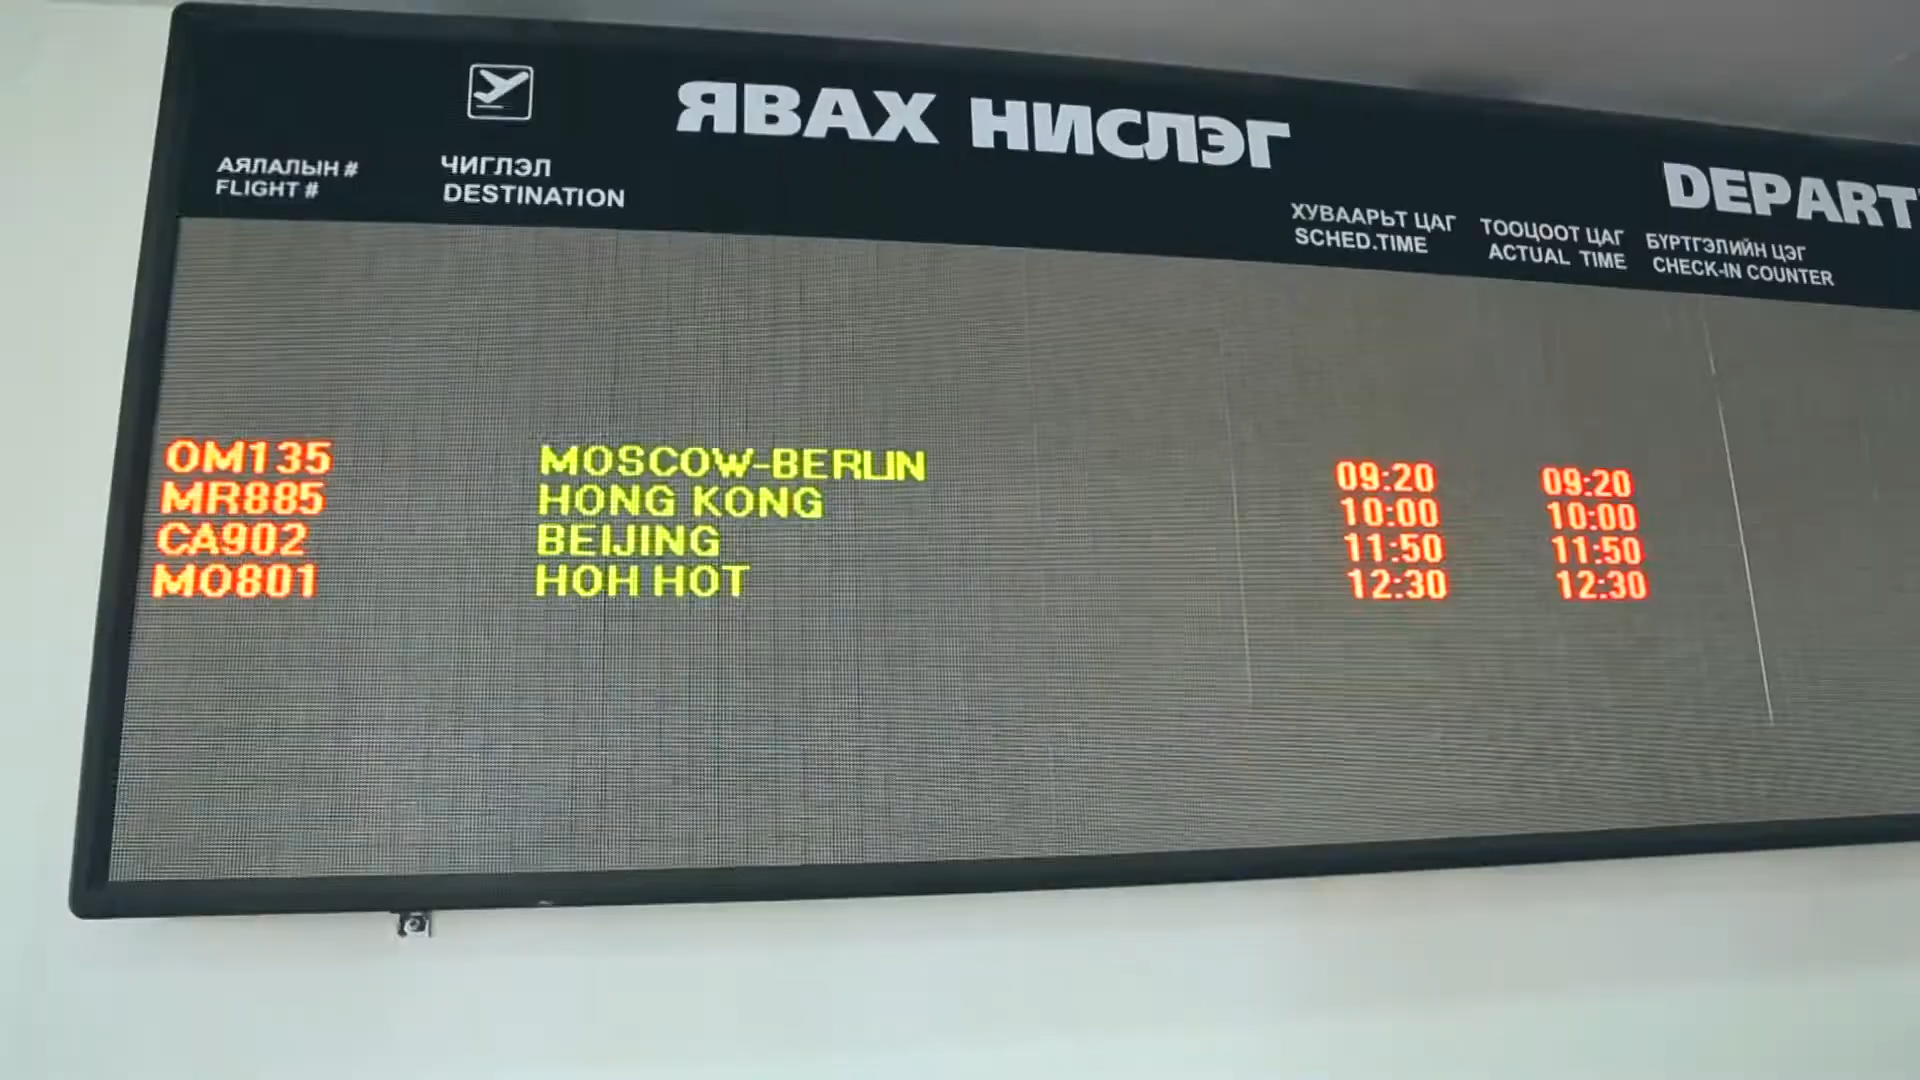 ЯВАХ НИСЛЭГ
DEPART
АЯЛАЛЫН # ЧИГЛЭЛ ХУВААРЬТ ЦАГ ТООЦООТ ЦАГ БҮРТГЭЛИЙН ЦЭГ
FLIGHT # DESTINATION SCHED.TIME ACTUAL TIME CHECK-IN COUNTER
OM135 MOSCOW-BERLIN 09:20 09:20
MR885 HONG KONG 10:00 10:00
CA902 BEIJING 11:50 11:50
MO801 HOH HOT 12:30 12:30